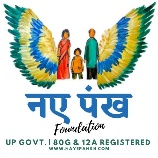 नए पंख
Foundation
UP GOVT. | 80G & 12A REGISTERED
WWW.NAYEPANKH.COM